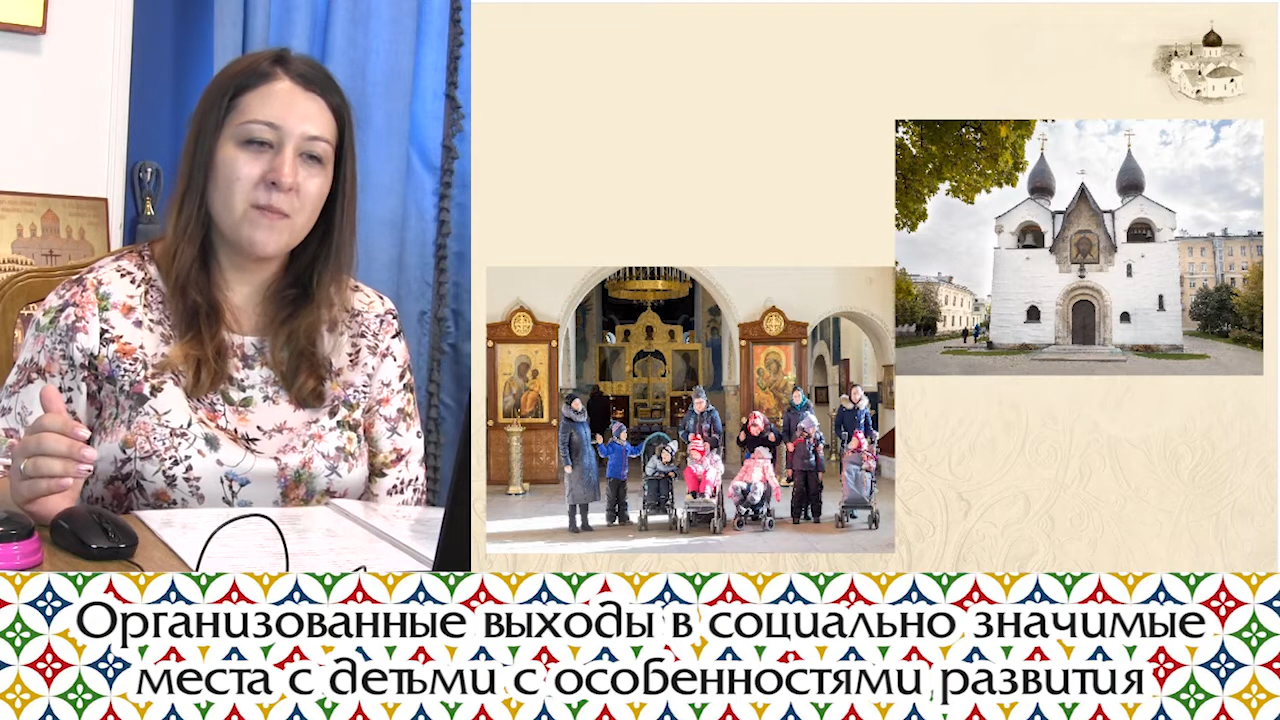 Организованные выходы в социально значимые
места с детьми с особенностями развития